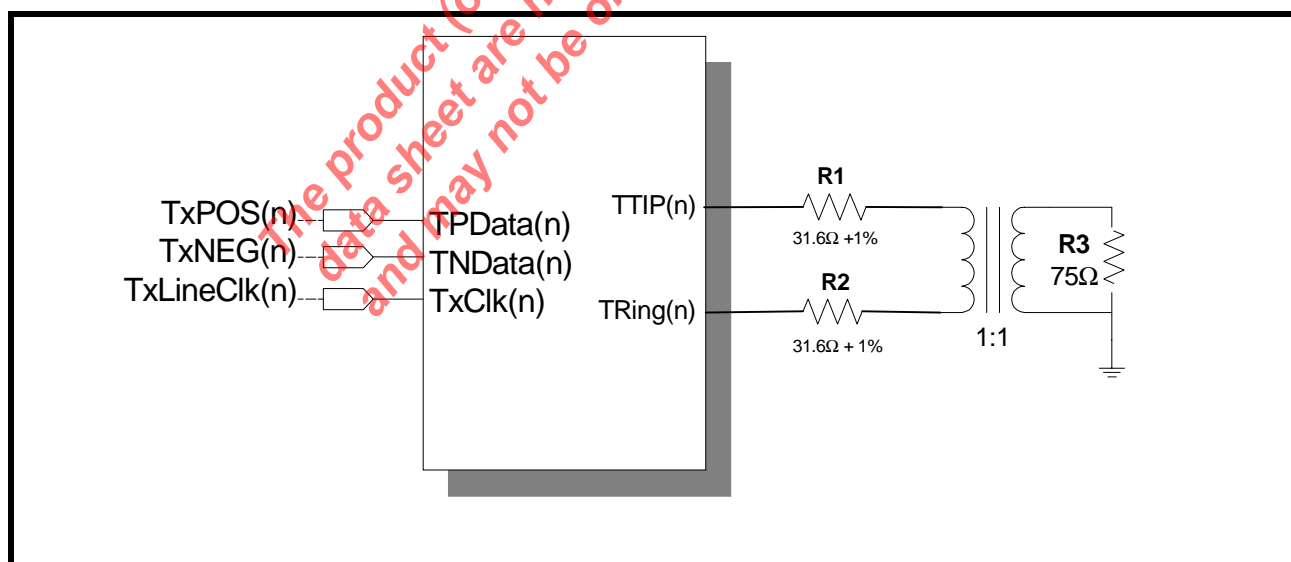 The product (o
data sheet are n
and may not be o
TxPOS(n)
TxNEG(n)
TxLineClk(n)
TPData(n)
TNData(n)
TxClk(n)
TTIP(n)
TRing(n)
R1
31.6Ω +1%
R2
31.6Ω + 1%
1:1
R3
75Ω